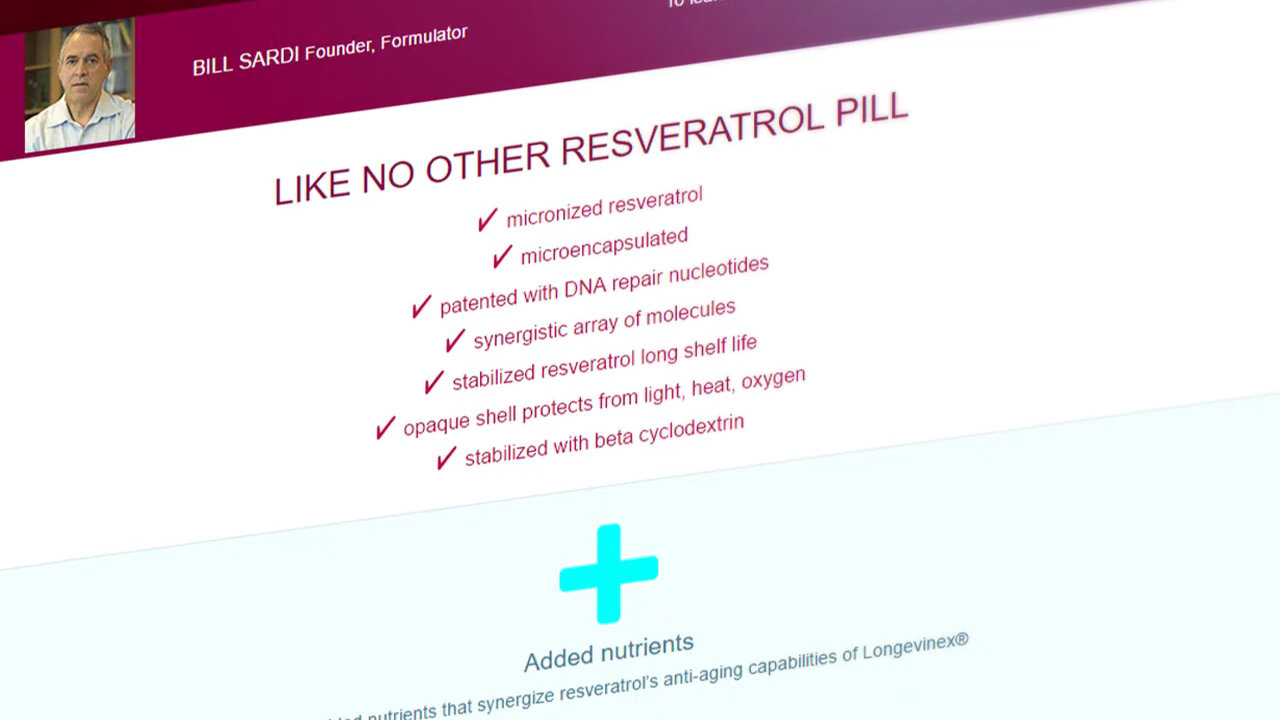 To
BILL SARDI Founder, Formulator
LIKE NO OTHER RESVERATROL PILL
✔ micronized resveratrol
✔ microencapsulated
✔ patented with DNA repair nucleotides
✔ synergistic array of molecules
✔ stabilized resveratrol long shelf life
✔ opaque shell protects from light, heat, oxygen
✔ stabilized with beta cyclodextrin
Added nutrients
nutrients that synergize resveratrol's anti-aging capabilities of Longevinex®